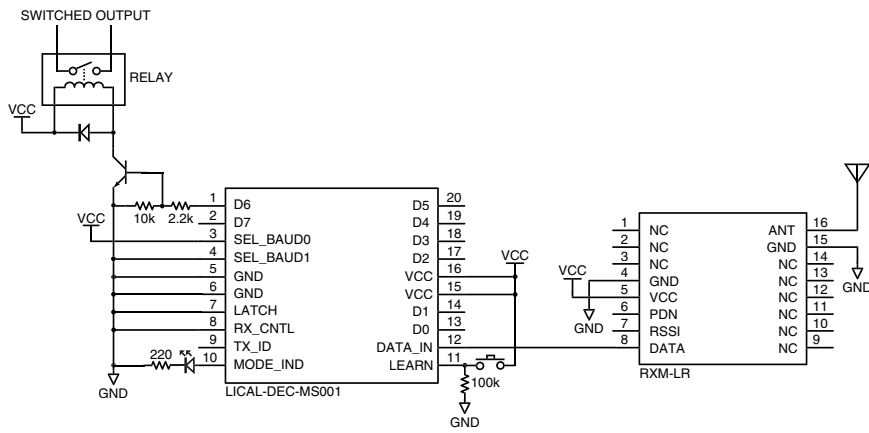 SWITCHED OUTPUT
RELAY
VCC
10k
2.2k
VCC
220
GND
1 D6
2 D7
3 SEL_BAUD0
4 SEL_BAUD1
5 GND
6 GND
7 LATCH
8 RX_CNTL
9 TX_ID
10 MODE_IND
D5 20
D4 19
D3 18
D2 17
VCC 16
VCC 15
D1 14
D0 13
DATA_IN 12
LEARN 11
LICAL-DEC-MS001
VCC
100k
GND
VCC
GND
1 NC
2 NC
3 NC
4 GND
5 VCC
6 PDN
7 RSSI
8 DATA
ANT 16
GND 15
NC 14
NC 13
NC 12
NC 11
NC 10
NC 9
RXM-LR
GND